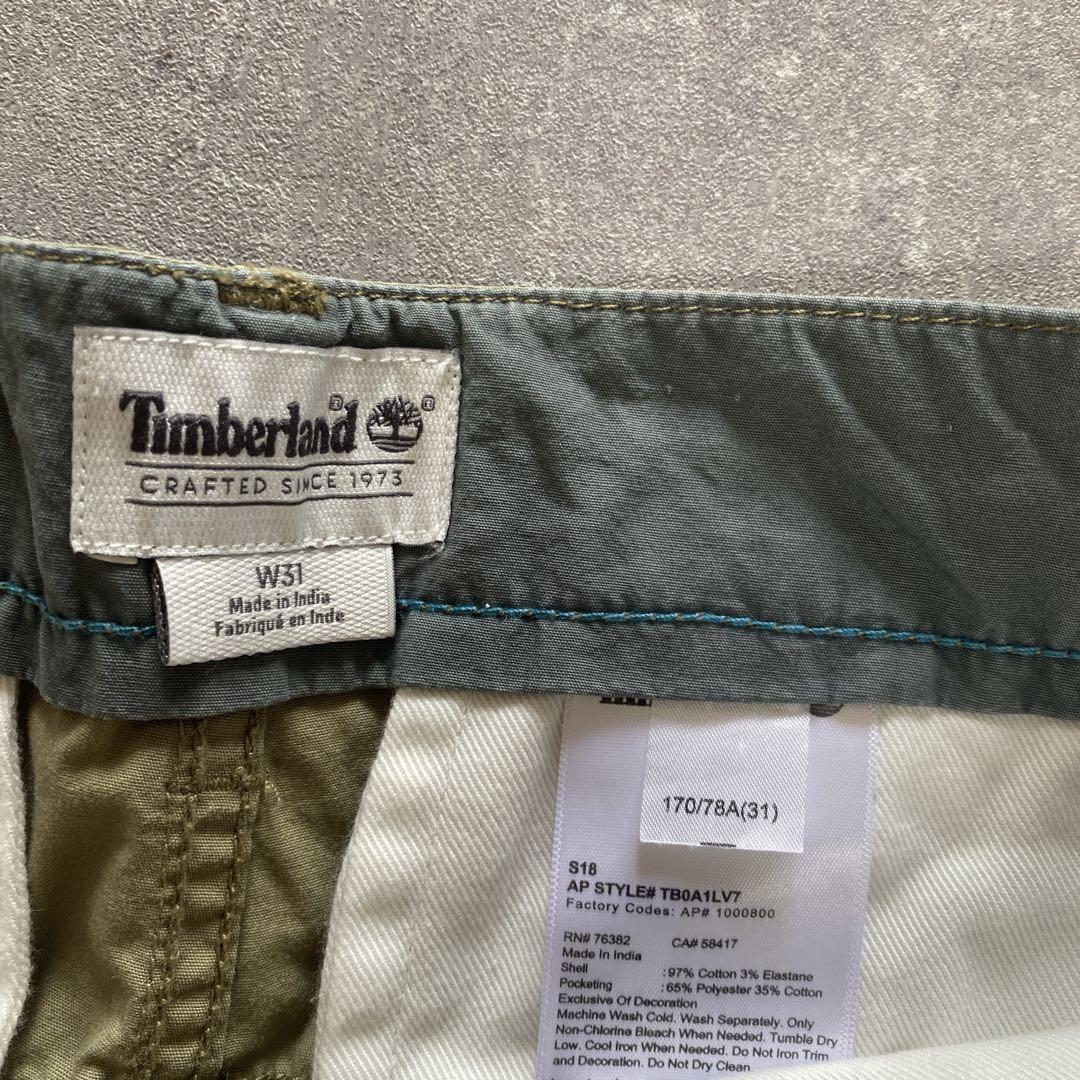 Timberland® ®
CRAFTED SINCE 1973
W31
Made in India
Fabriqué en Inde
170/78A(31)
S18
AP STYLE# TB0A1LV7
Factory Codes: AP# 1000800
RN# 76382 CA# 58417
Made In India
Shell :97% Cotton 3% Elastane
Pocketing :65% Polyester 35% Cotton
Exclusive Of Decoration
Machine Wash Cold. Wash Separately. Only
Non-Chlorine Bleach When Needed. Tumble Dry
Low. Cool Iron When Needed. Do Not Iron Trim
and Decoration. Do Not Dry Clean